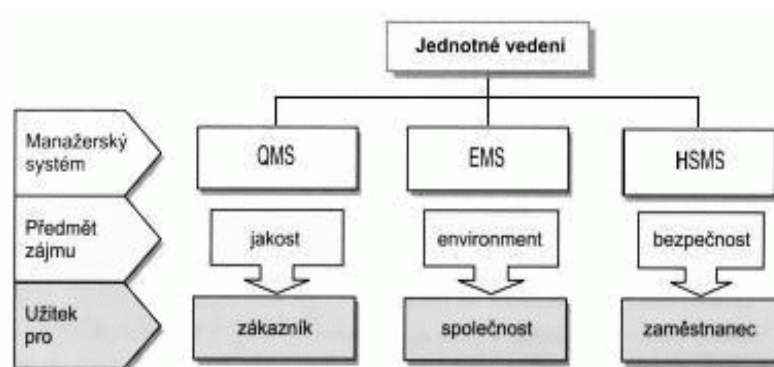 Jednotné vedení
Manažerský
systém
QMS
EMS
HSMS
Předmět
zájmu
jakost
environment
bezpečnost
Užitek
pro
zákazník
společnost
zaměstnanec